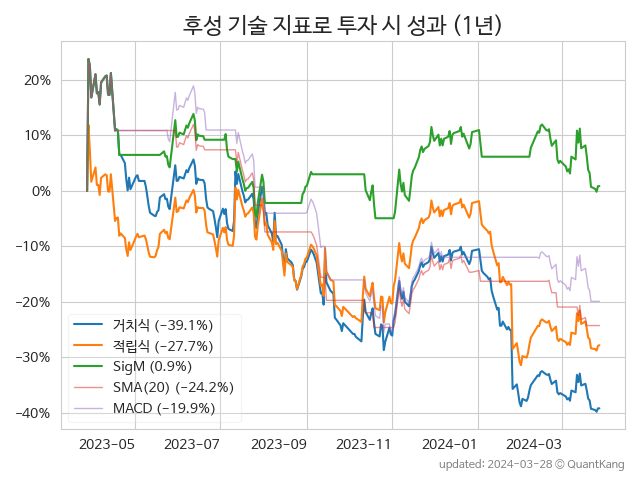 후성 기술 지표로 투자 시 성과 (1년)
20%
10%
0%
−10%
−20%
−30%
−40%
거치식 (−39.1%)
적립식 (−27.7%)
SigM (0.9%)
SMA(20) (−24.2%)
MACD (−19.9%)
2023-05 2023-07 2023-09 2023-11 2024-01 2024-03
updated: 2024-03-28 © QuantKang